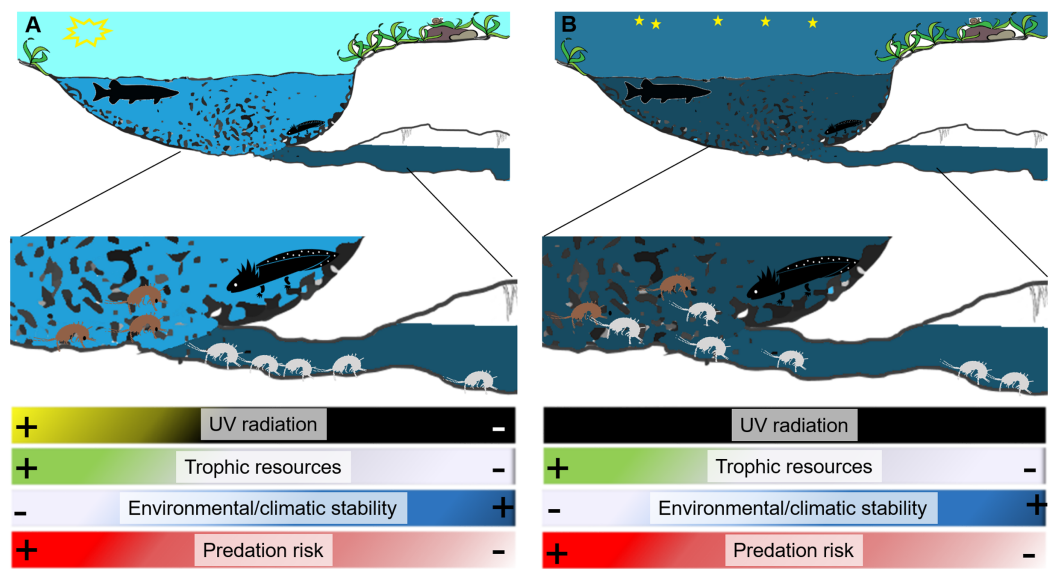 A
B
+ UV radiation -
UV radiation
+ Trophic resources -
+ Trophic resources -
- Environmental/climatic stability +
- Environmental/climatic stability +
+ Predation risk -
+ Predation risk -